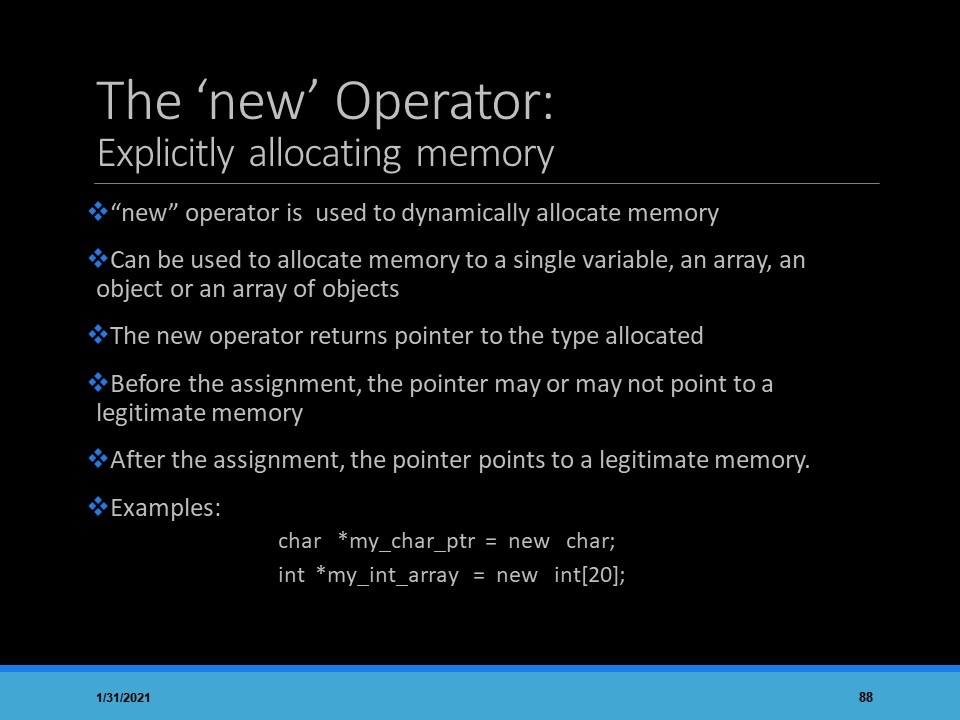 The ‘new’ Operator:
Explicitly allocating memory
“new” operator is  used to dynamically allocate memory
Can be used to allocate memory to a single variable, an array, an
object or an array of objects
The new operator returns pointer to the type allocated
Before the assignment, the pointer may or may not point to a
legitimate memory
After the assignment, the pointer points to a legitimate memory.
Examples:
char   *my_char_ptr  =  new   char;
int  *my_int_array   =  new   int[20];
1/31/2021
88